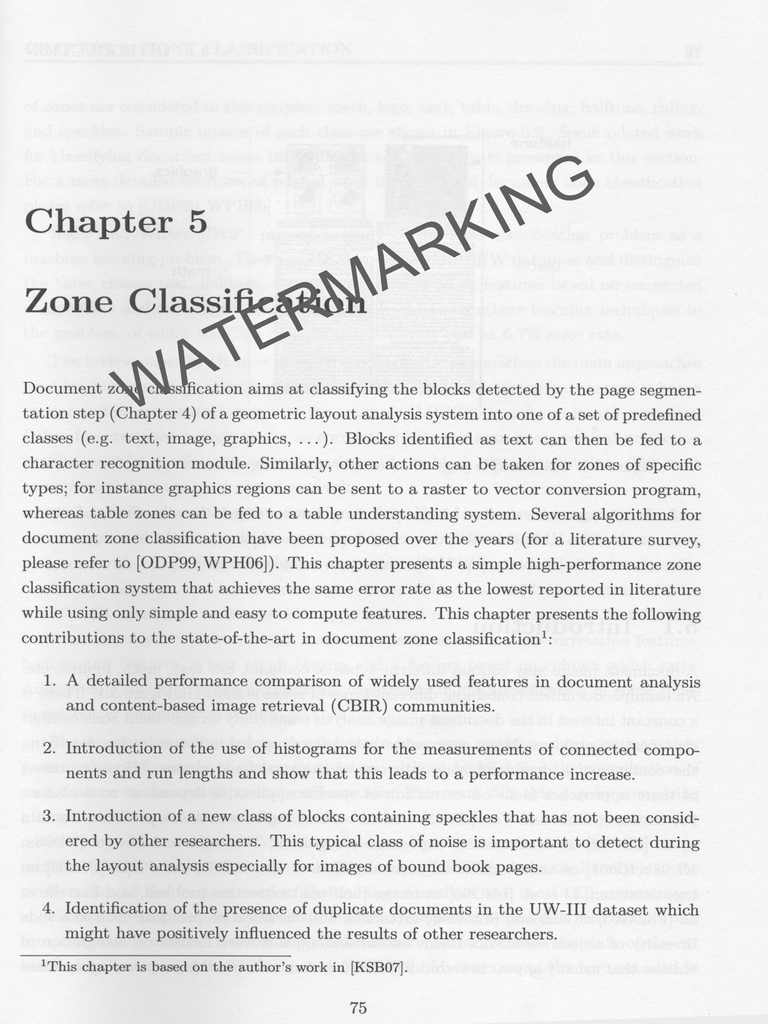 Chapter 5
WATERMARKING
Zone Classification
Document zone classification aims at classifying the blocks detected by the page segmen-
tation step (Chapter 4) of a geometric layout analysis system into one of a set of predefined
classes (e.g. text, image, graphics, ...). Blocks identified as text can then be fed to a
character recognition module. Similarly, other actions can be taken for zones of specific
types; for instance graphics regions can be sent to a raster to vector conversion program,
whereas table zones can be fed to a table understanding system. Several algorithms for
document zone classification have been proposed over the years (for a literature survey,
please refer to [ODP99, WPH06]). This chapter presents a simple high-performance zone
classification system that achieves the same error rate as the lowest reported in literature
while using only simple and easy to compute features. This chapter presents the following
contributions to the state-of-the-art in document zone classification¹:
1. A detailed performance comparison of widely used features in document analysis
and content-based image retrieval (CBIR) communities.
2. Introduction of the use of histograms for the measurements of connected compo-
nents and run lengths and show that this leads to a performance increase.
3. Introduction of a new class of blocks containing speckles that has not been consid-
ered by other researchers. This typical class of noise is important to detect during
the layout analysis especially for images of bound book pages.
4. Identification of the presence of duplicate documents in the UW-III dataset which
might have positively influenced the results of other researchers.
¹This chapter is based on the author's work in [KSB07].
75